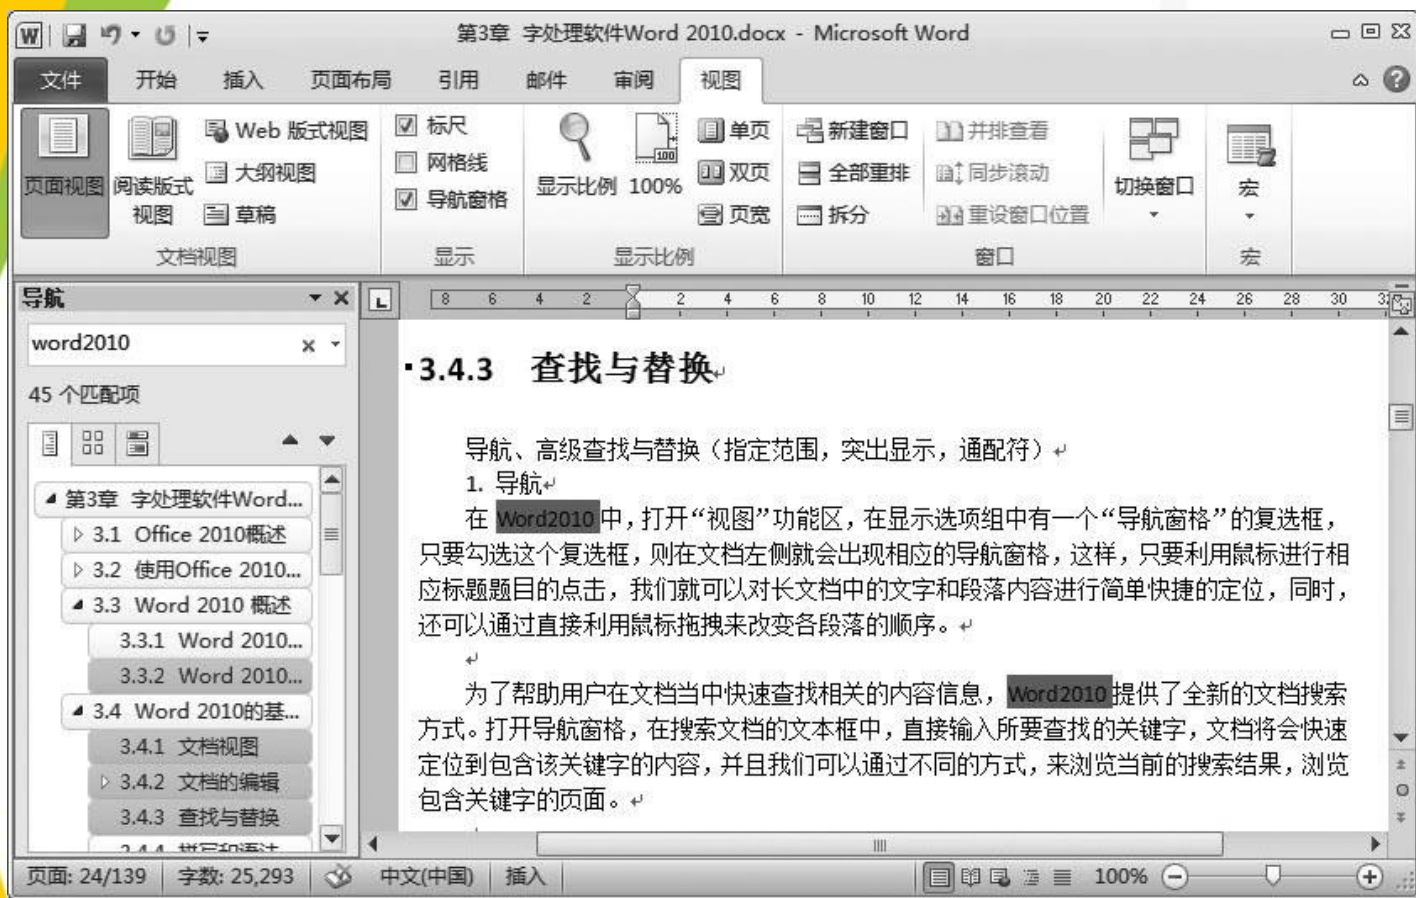 第3章 字处理软件Word 2010.docx - Microsoft Word
文件 开始 插入 页面布局 引用 邮件 审阅 视图
页面视图 阅读版式视图 Web 版式视图 大纲视图 草稿
文档视图
标尺
网格线
导航窗格
显示
显示比例 100% 单页 双页 页宽
显示比例
新建窗口 并排查看
全部重排 同步滚动
拆分 重设窗口位置
切换窗口
窗口
宏
宏
导航
word2010
45 个匹配项
第3章 字处理软件Word...
3.1 Office 2010概述
3.2 使用Office 2010...
3.3 Word 2010 概述
3.3.1 Word 2010...
3.3.2 Word 2010...
3.4 Word 2010的基...
3.4.1 文档视图
3.4.2 文档的编辑
3.4.3 查找与替换
8 6 4 2 2 4 6 8 10 12 14 16 18 20 22 24 26 28 30
3.4.3 查找与替换
导航、高级查找与替换（指定范围，突出显示，通配符）
1. 导航
在 Word2010 中，打开“视图”功能区，在显示选项组中有一个“导航窗格”的复选框，
只要勾选这个复选框，则在文档左侧就会出现相应的导航窗格，这样，只要利用鼠标进行相
应标题题目的点击，我们就可以对长文档中的文字和段落内容进行简单快捷的定位，同时，
还可以通过直接利用鼠标拖拽来改变各段落的顺序。
为了帮助用户在文档当中快速查找相关的内容信息，Word2010 提供了全新的文档搜索
方式。打开导航窗格，在搜索文档的文本框中，直接输入所要查找的关键字，文档将会快速
定位到包含该关键字的内容，并且我们可以通过不同的方式，来浏览当前的搜索结果，浏览
包含关键字的页面。
页面: 24/139 字数: 25,293 中文(中国) 插入 100%